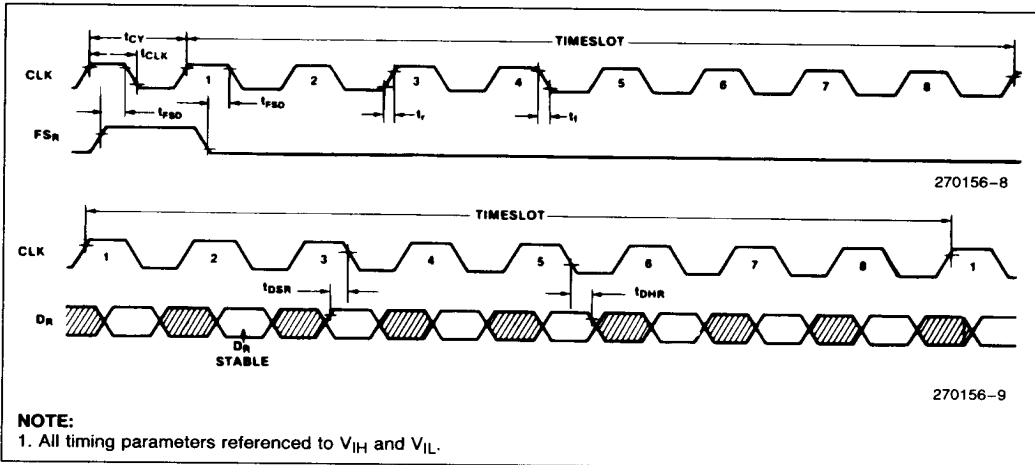 tCY
TIMESLOT
tCLK
CLK
1 2 3 4 5 6 7 8
tFSD tFSD tr tf
FSR
270156–8
TIMESLOT
CLK
1 2 3 4 5 6 7 8 1
tDSR tDHR
DR
DR
STABLE
270156–9
NOTE:
1. All timing parameters referenced to VIH and VIL.